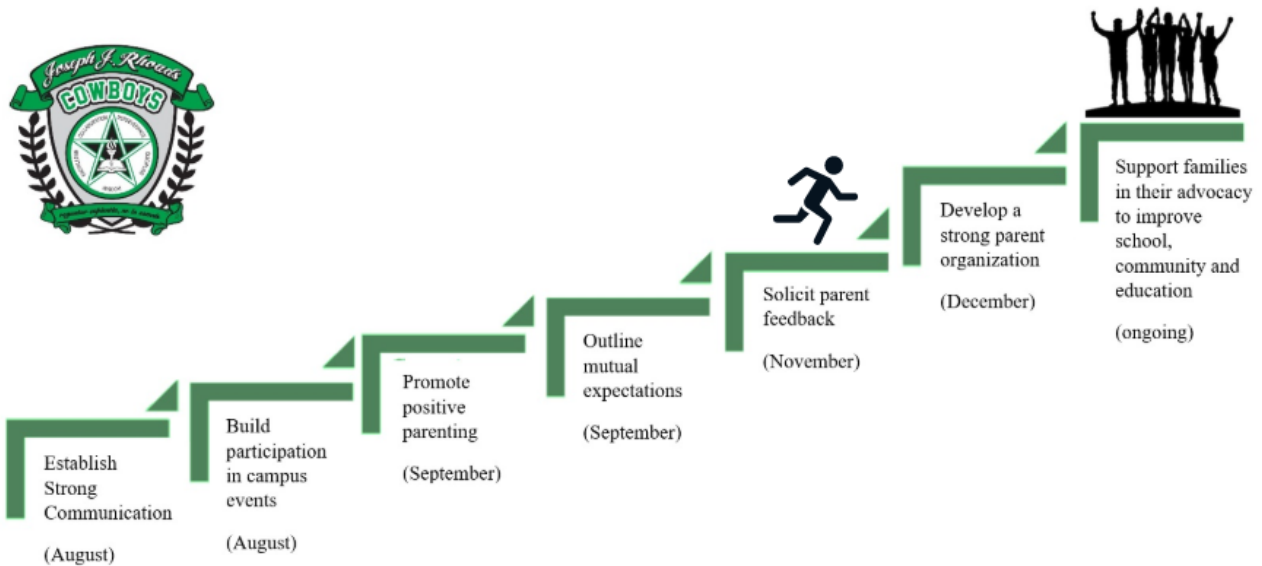 Joseph J. Rhoads
COWBOYS
Establish
Strong
Communication
(August)
Build
participation
in campus
events
(August)
Promote
positive
parenting
(September)
Outline
mutual
expectations
(September)
Solicit parent
feedback
(November)
Develop a
strong parent
organization
(December)
Support families
in their advocacy
to improve
school,
community and
education
(ongoing)